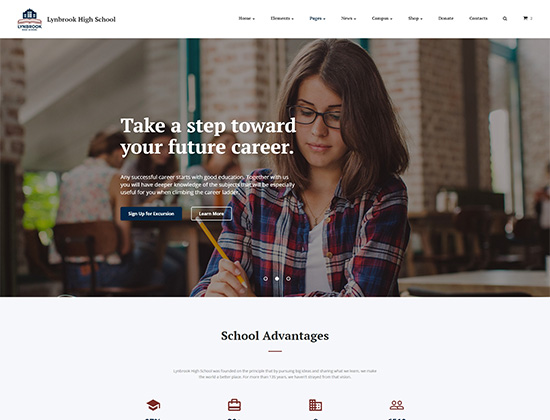 LYNBROOK
Lynbrook High School
Home Elements Pages News Campus Shop Donate Contacts
Take a step toward
your future career.
Any successful career starts with good education. Together with us
you will have deeper knowledge of the subjects that will be especially
useful for you when climbing the career ladder.
Sign Up for Excursion Learn More
School Advantages
Lynbrook High School was founded on the principle that by pursuing big ideas and sharing what we learn, we make
the world a better place. For more than 135 years, we haven't strayed from that vision.